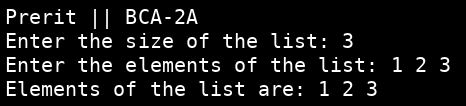 Prerit || BCA-2A
Enter the size of the list: 3
Enter the elements of the list: 1 2 3
Elements of the list are: 1 2 3